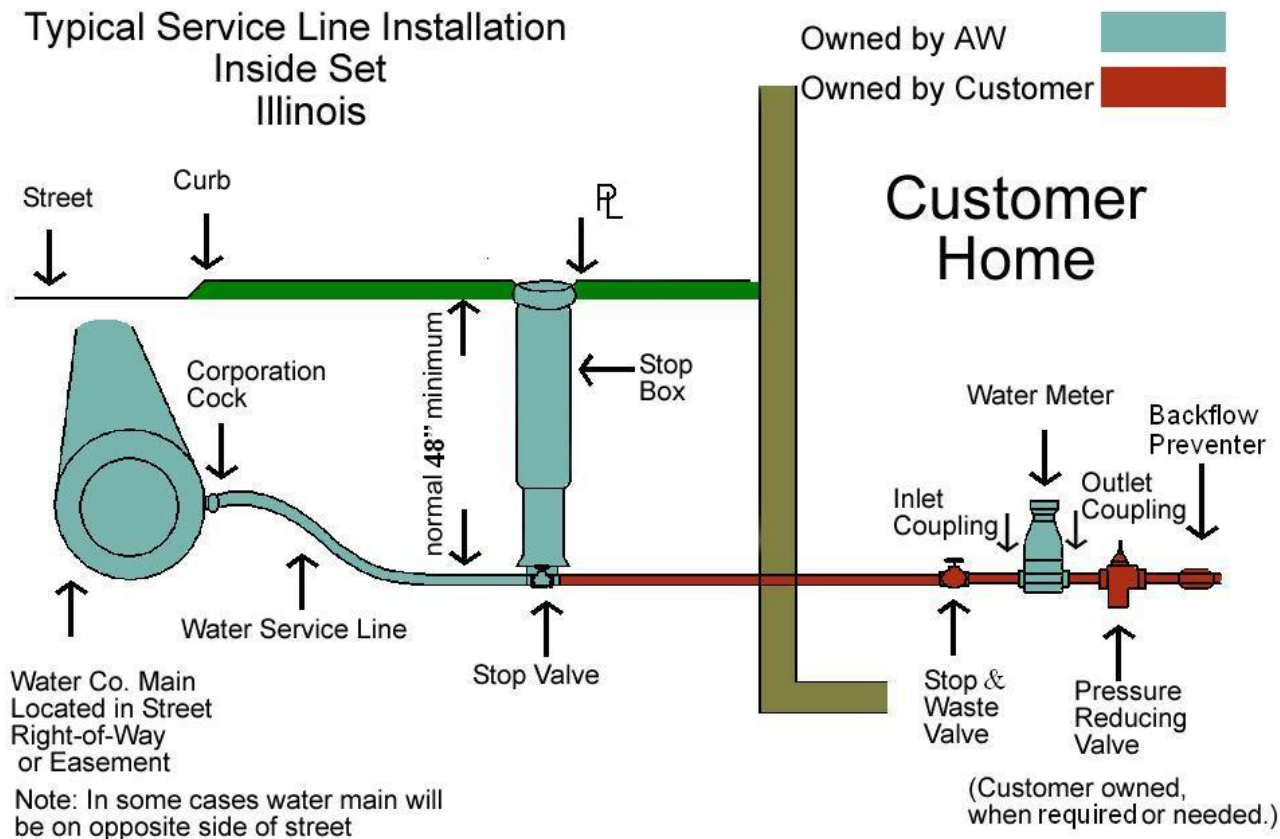 Typical Service Line Installation
Inside Set
Illinois
Owned by AW
Owned by Customer
Customer
Home
Street
Curb
PL
Corporation
Cock
normal 48” minimum
Stop
Box
Water Meter
Backflow
Preventer
Inlet
Coupling
Outlet
Coupling
Water Service Line
Stop Valve
Water Co. Main
Located in Street
Right-of-Way
or Easement
Stop &
Waste
Valve
Pressure
Reducing
Valve
(Customer owned,
when required or needed.)
Note: In some cases water main will
be on opposite side of street